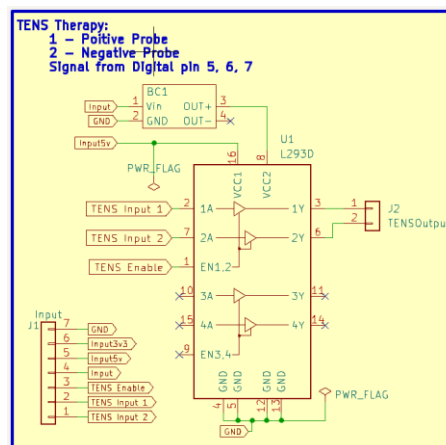 TENS Therapy:
1 - Poitive Probe
2 - Negative Probe
Signal from Digital pin 5, 6, 7
BC1
Input 1 Vin OUT+ 3
GND 2 GND OUT- 4
Input5v
U1
L293D
PWR_FLAG
16 8
VCC1 VCC2
TENS Input 1 2 1A 1Y 3 1 J2
TENS Input 2 7 2A 2Y 6 2 TENSOutpu
TENS Enable 1 EN1,2
10 3A 3Y 11
15 4A 4Y 14
9 EN3,4
Input
J1
7 GND
6 Input3v3
5 Input5v
4 Input
3 TENS Enable
2 TENS Input 1
1 TENS Input 2
GND GND GND GND
4 5 12 13
PWR_FLAG
GND